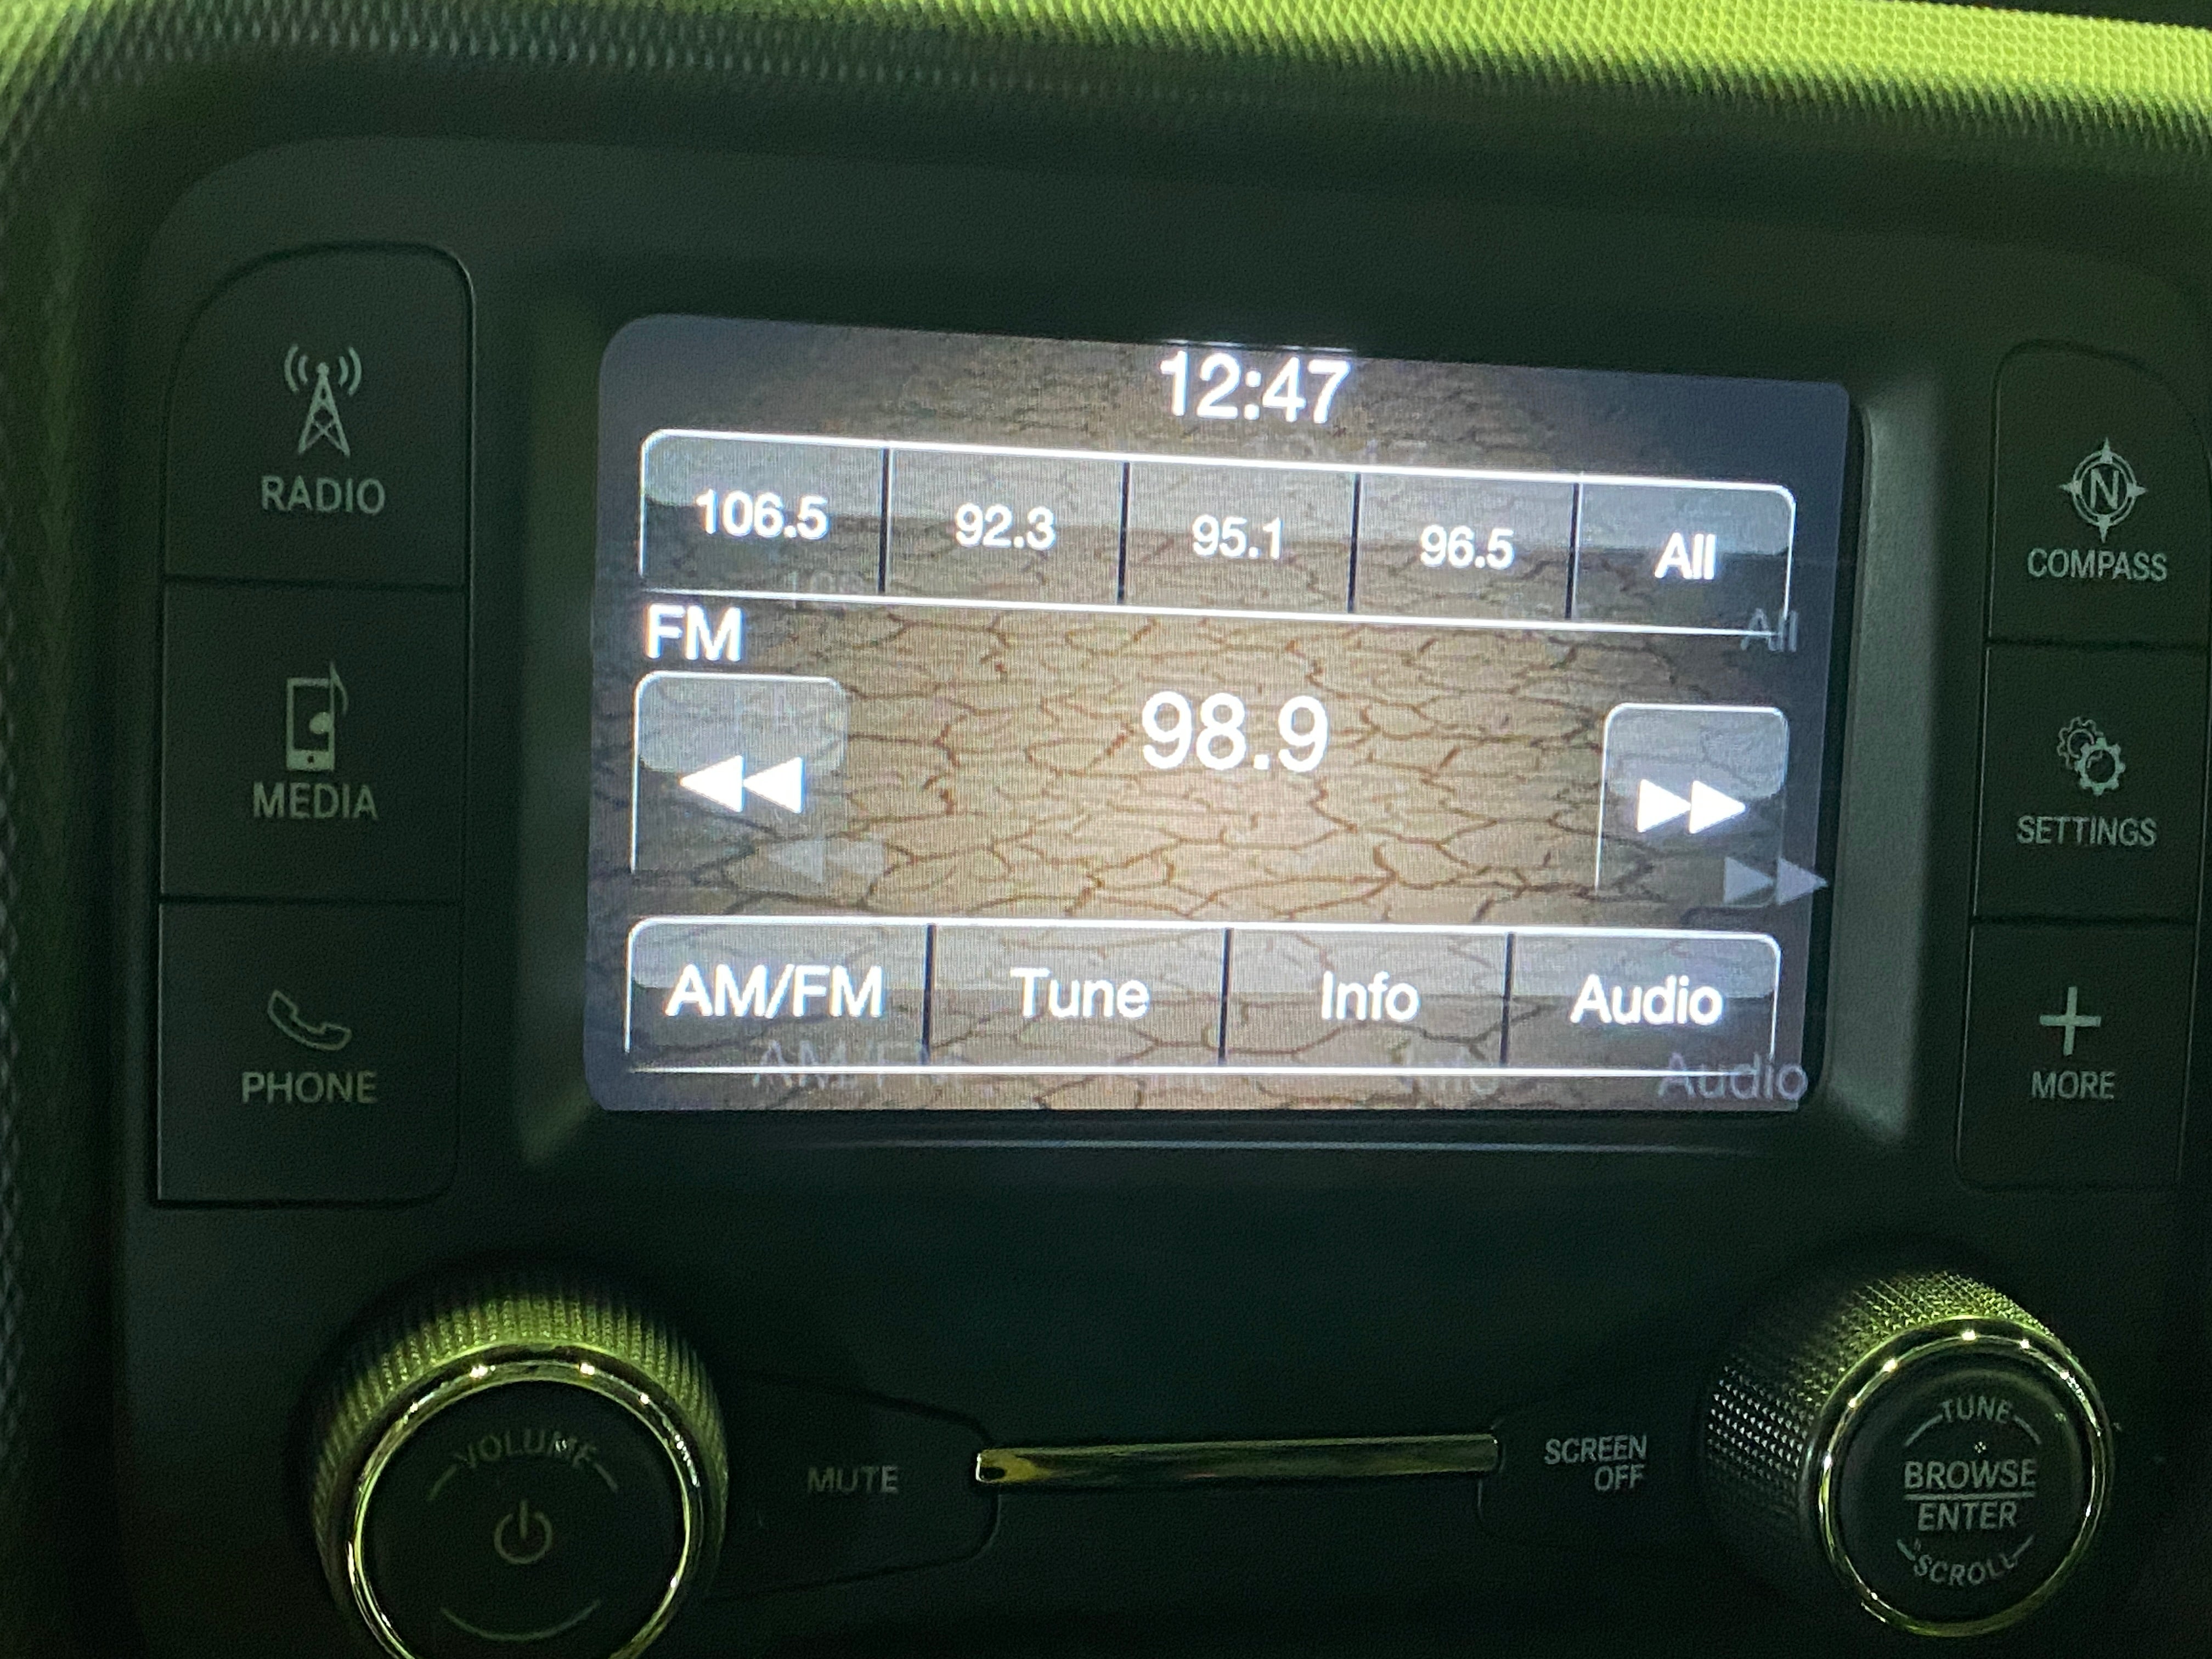 12:47
106.5 92.3 95.1 96.5 All
FM
98.9
AM/FM Tune Info Audio
RADIO
MEDIA
PHONE
N
COMPASS
SETTINGS
MORE
VOLUME
MUTE
SCREEN
OFF
TUNE
BROWSE
ENTER
SCROLL